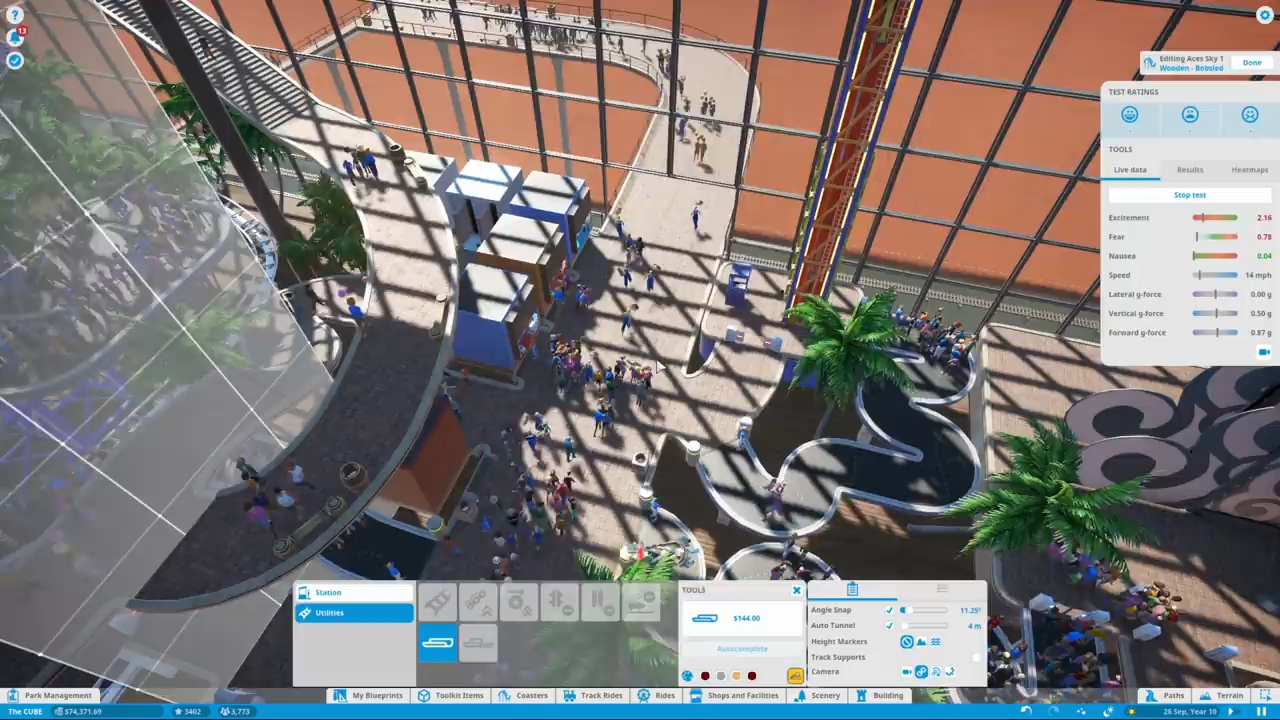 ?
13
Editing Aces Sky 1
Wooden - Bobsled
Done
TEST RATINGS
TOOLS
Live data
Results
Heatmaps
Stop test
Excitement
2.16
Fear
0.78
Nausea
0.04
Speed
14 mph
Lateral g-force
0.00 g
Vertical g-force
0.50 g
Forward g-force
0.87 g
Station
Utilities
TOOLS
$144.00
Autocomplete
Angle Snap
11.25°
Auto Tunnel
4 m
Height Markers
Track Supports
Camera
Park Management
My Blueprints
Toolkit Items
Coasters
Track Rides
Rides
Shops and Facilities
Scenery
Building
Paths
Terrain
The CUBE
$74,371.69
3402
3,773
26 Sep, Year 10